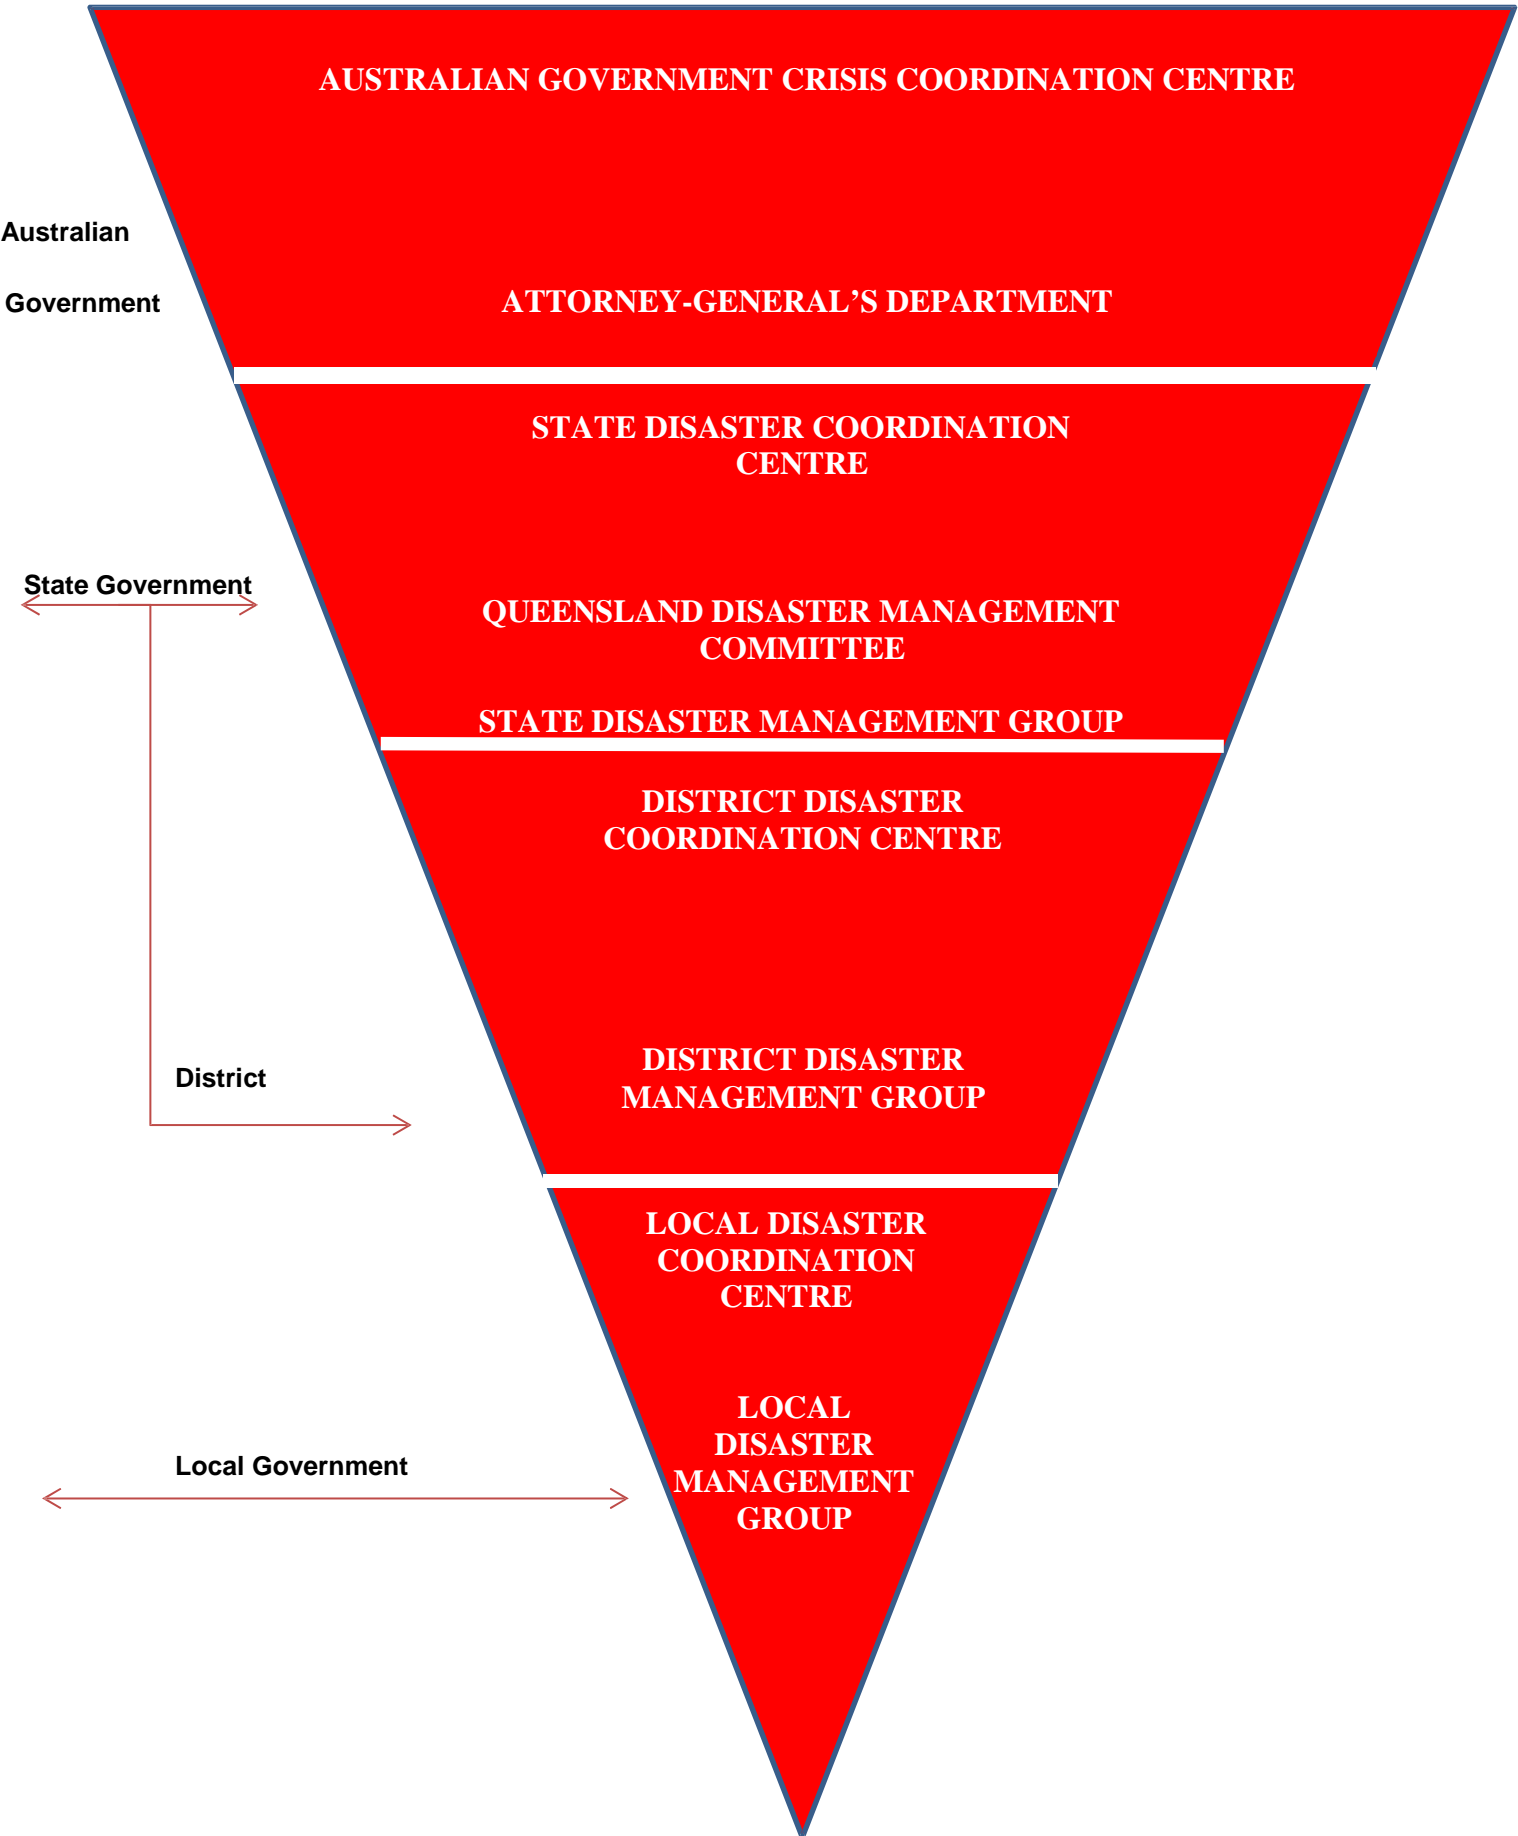 AUSTRALIAN GOVERNMENT CRISIS COORDINATION CENTRE
Australian
Government
ATTORNEY-GENERAL’S DEPARTMENT
STATE DISASTER COORDINATION
CENTRE
State Government
QUEENSLAND DISASTER MANAGEMENT
COMMITTEE
STATE DISASTER MANAGEMENT GROUP
DISTRICT DISASTER
COORDINATION CENTRE
District
DISTRICT DISASTER
MANAGEMENT GROUP
LOCAL DISASTER
COORDINATION
CENTRE
Local Government
LOCAL
DISASTER
MANAGEMENT
GROUP